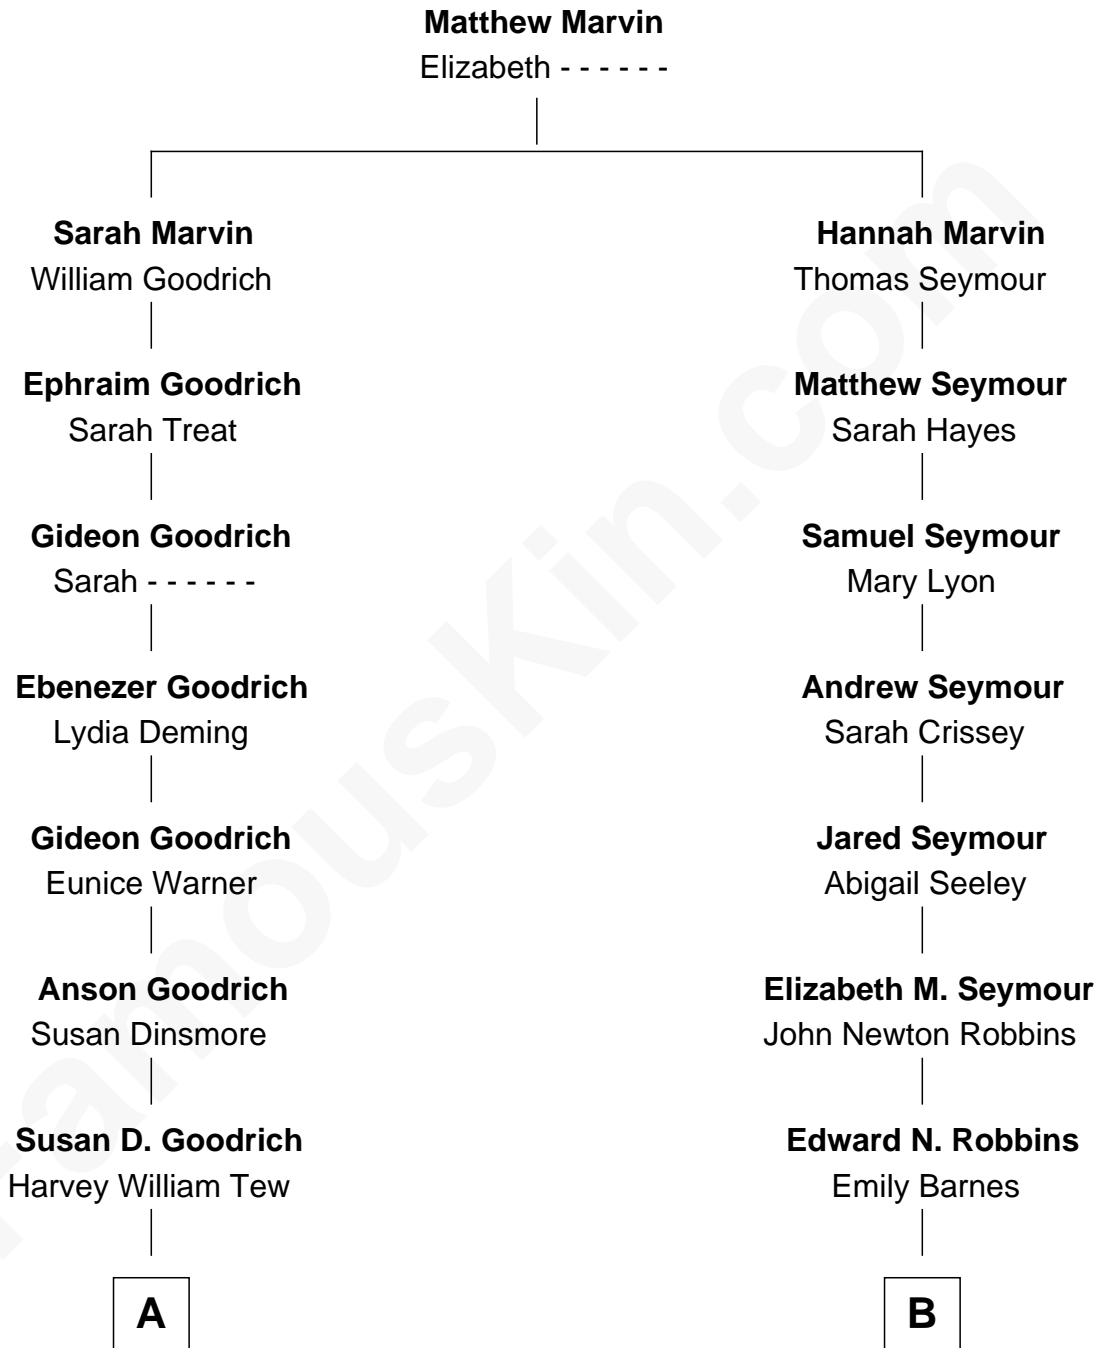 Matthew Marvin
Elizabeth - - - - - -
Sarah Marvin
William Goodrich
Hannah Marvin
Thomas Seymour
Ephraim Goodrich
Sarah Treat
Matthew Seymour
Sarah Hayes
Gideon Goodrich
Sarah - - - - - -
Samuel Seymour
Mary Lyon
Ebenezer Goodrich
Lydia Deming
Andrew Seymour
Sarah Crissey
Gideon Goodrich
Eunice Warner
Jared Seymour
Abigail Seeley
Anson Goodrich
Susan Dinsmore
Elizabeth M. Seymour
John Newton Robbins
Susan D. Goodrich
Harvey William Tew
Edward N. Robbins
Emily Barnes
A
B
FamousKin.com